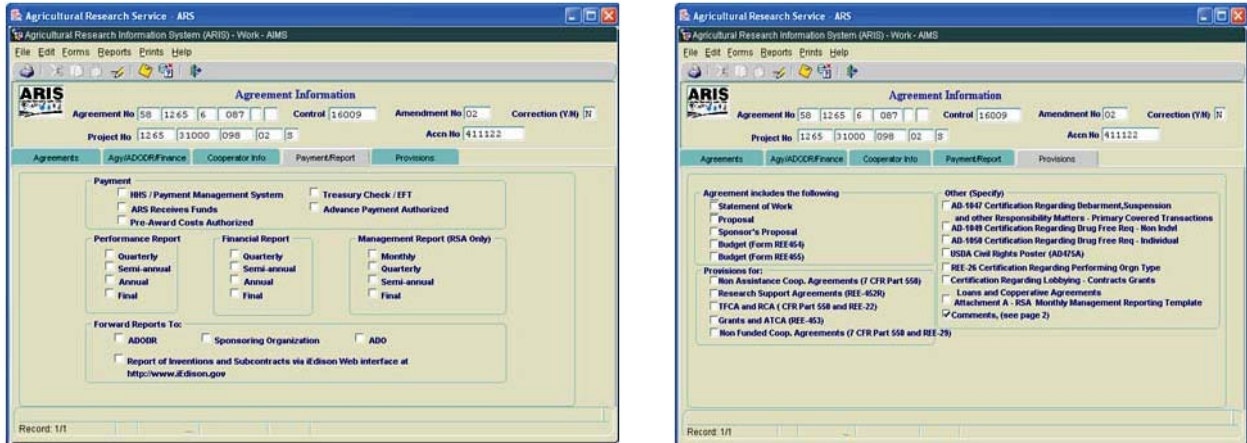 Agricultural Research Service - ARS
Agricultural Research Information System (ARIS) - Work - AIMS
File Edit Forms Reports Prints Help
ARIS
Agreement Information
Agreement No 58 1265 6 087 Control 16009 Amendment No 02 Correction (Y/N) N
Project No 1265 31000 098 02 S Accn No 411122
Agreements Agy/ADODR/Finance Cooperator Info Payment/Report Provisions
Payment
HHS / Payment Management System Treasury Check / EFT
ARS Receives Funds Advance Payment Authorized
Pre-Award Costs Authorized
Performance Report Financial Report Management Report (RSA Only)
Quarterly Quarterly Monthly
Semi-annual Semi-annual Quarterly
Annual Annual Semi-annual
Final Final Final
Forward Reports To:
ADODR Sponsoring Organization ADO
Report of Inventions and Subcontracts via iEdison Web interface at
http://www.iEdison.gov
Record: 1/1
Agricultural Research Service - ARS
Agricultural Research Information System (ARIS) - Work - AIMS
File Edit Forms Reports Prints Help
ARIS
Agreement Information
Agreement No 58 1265 6 087 Control 16009 Amendment No 02 Correction (Y/N) N
Project No 1265 31000 098 02 S Accn No 411122
Agreements Agy/ADODR/Finance Cooperator Info Payment/Report Provisions
Agreement includes the following
Statement of Work
Proposal
Sponsor's Proposal
Budget (Form REE454)
Budget (Form REE455)
Provisions for:
Non Assistance Coop. Agreements (7 CFR Part 550)
Research Support Agreements (REE-452R)
TFCA and RCA ( CFR Part 550 and REE-22)
Grants and ATCA (REE-453)
Non Funded Coop. Agreements (7 CFR Part 550 and REE-29)
Other (Specify)
AD-1047 Certification Regarding Debarment,Suspension
and other Responsibility Matters - Primary Covered Transactions
AD-1049 Certification Regarding Drug Free Req - Non Indvl
AD-1050 Certification Regarding Drug Free Req - Individual
USDA Civil Rights Poster (AD475A)
REE-26 Certification Regarding Performing Orgn Type
Certification Regarding Lobbying - Contracts Grants
Loans and Copperative Agreements
Attachment A - RSA Monthly Management Reporting Template
Comments, (see page 2)
Record: 1/1